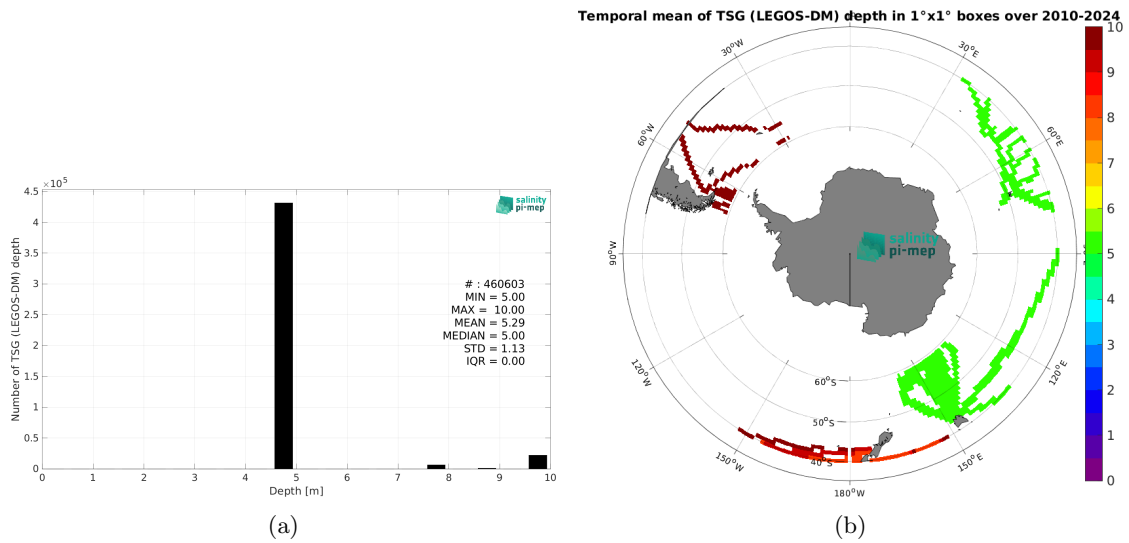 Temporal mean of TSG (LEGOS-DM) depth in 1°x1° boxes over 2010-2024
×10⁵
4.5
4
3.5
3
2.5
2
1.5
1
0.5
0
Number of TSG (LEGOS-DM) depth
salinity
pi-mep
# : 460603
MIN = 5.00
MAX = 10.00
MEAN = 5.29
MEDIAN = 5.00
STD = 1.13
IQR = 0.00
0 1 2 3 4 5 6 7 8 9 10
Depth [m]
(a)
30°W
30°E
60°W
60°E
90°W
120°W
120°E
150°W
150°E
180°W
60°S
50°S
40°S
salinity
pi-mep
10
9
8
7
6
5
4
3
2
1
0
(b)